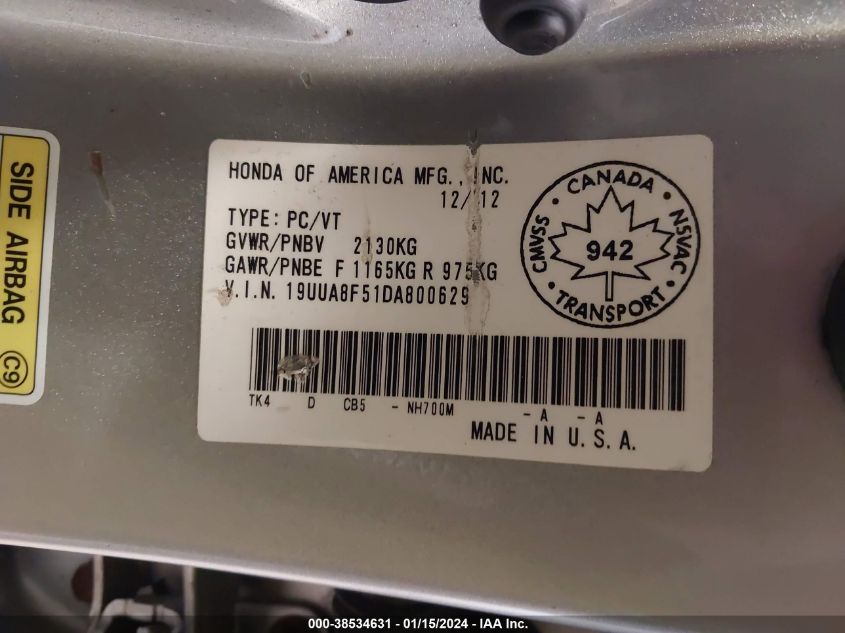 HONDA OF AMERICA MFG., INC.
12/12
TYPE: PC/VT
GVWR/PNBV 2130KG
GAWR/PNBE F 1165KG R 975KG
V.I.N. 19UUA8F51DA800629
CANADA
CMVSS
NSVAC
942
TRANSPORT
TK4 D CB5 - NH700M - A - A
MADE IN U.S.A.
SIDE AIRBAG
C9
000-38534631 - 01/15/2024 - IAA Inc.